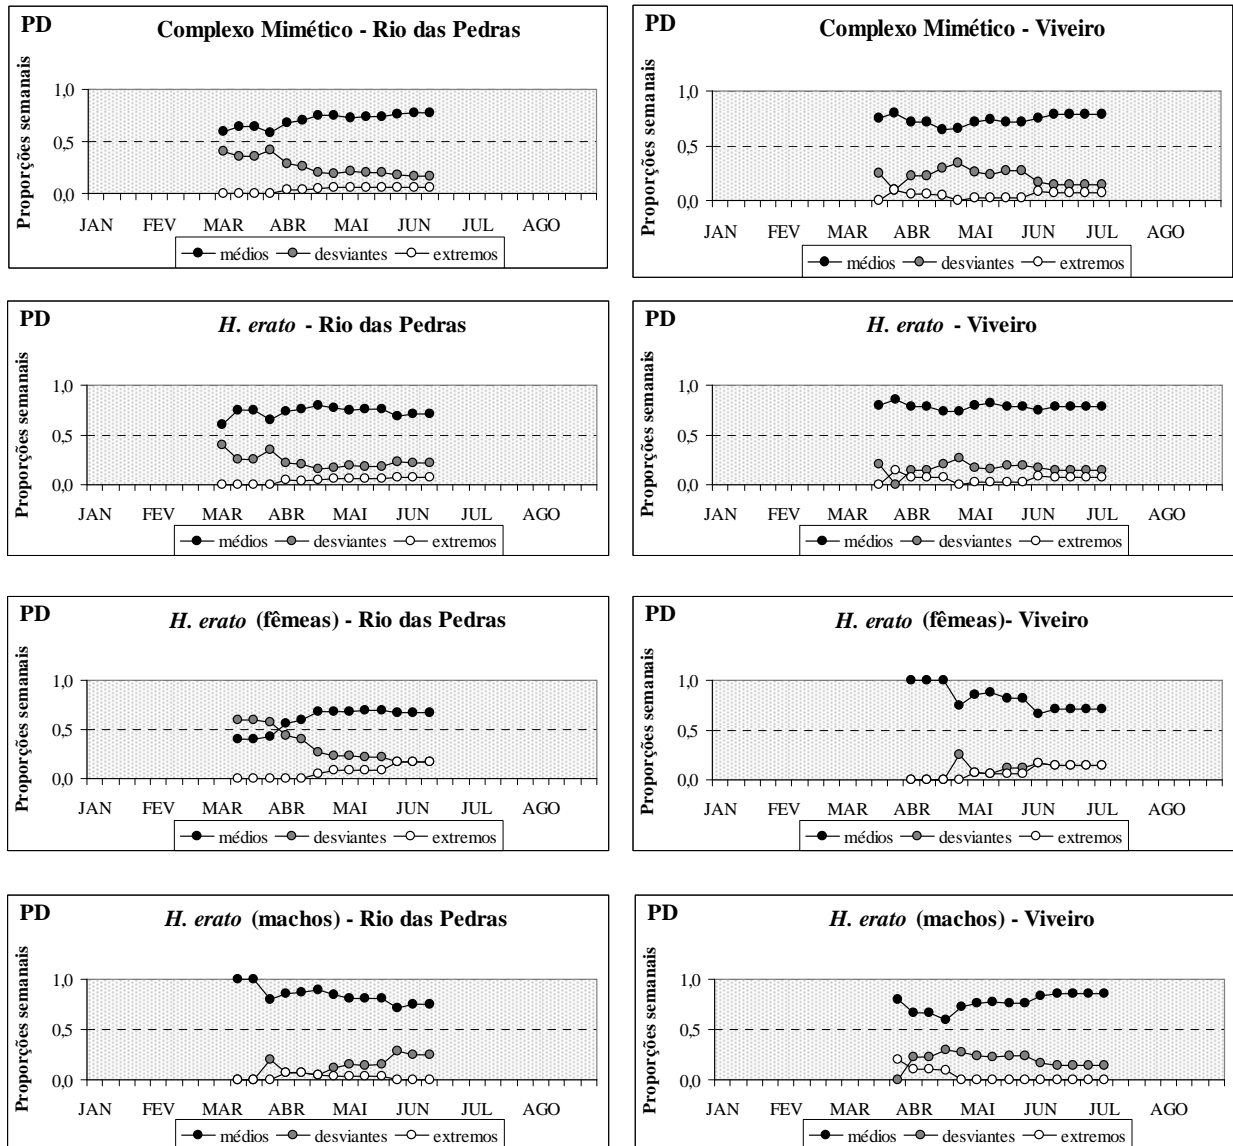 PD
Complexo Mimético - Rio das Pedras
Proporções semanais
1,0
0,5
0,0
JAN FEV MAR ABR MAI JUN JUL AGO
médios desviantes extremos
PD
Complexo Mimético - Viveiro
Proporções semanais
1,0
0,5
0,0
JAN FEV MAR ABR MAI JUN JUL AGO
médios desviantes extremos
PD
H. erato - Rio das Pedras
Proporções semanais
1,0
0,5
0,0
JAN FEV MAR ABR MAI JUN JUL AGO
médios desviantes extremos
PD
H. erato - Viveiro
Proporções semanais
1,0
0,5
0,0
JAN FEV MAR ABR MAI JUN JUL AGO
médios desviantes extremos
PD
H. erato (fêmeas) - Rio das Pedras
Proporções semanais
1,0
0,5
0,0
JAN FEV MAR ABR MAI JUN JUL AGO
médios desviantes extremos
PD
H. erato (fêmeas)- Viveiro
Proporções semanais
1,0
0,5
0,0
JAN FEV MAR ABR MAI JUN JUL AGO
médios desviantes extremos
PD
H. erato (machos) - Rio das Pedras
Proporções semanais
1,0
0,5
0,0
JAN FEV MAR ABR MAI JUN JUL AGO
médios desviantes extremos
PD
H. erato (machos) - Viveiro
Proporções semanais
1,0
0,5
0,0
JAN FEV MAR ABR MAI JUN JUL AGO
médios desviantes extremos